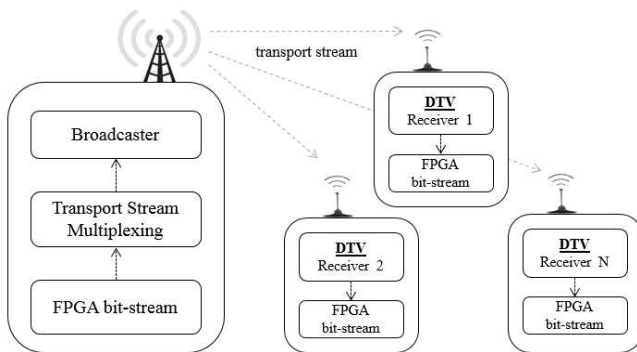 transport stream
Broadcaster
Transport Stream
Multiplexing
FPGA bit-stream
DTV
Receiver 1
FPGA
bit-stream
DTV
Receiver 2
FPGA
bit-stream
DTV
Receiver N
FPGA
bit-stream